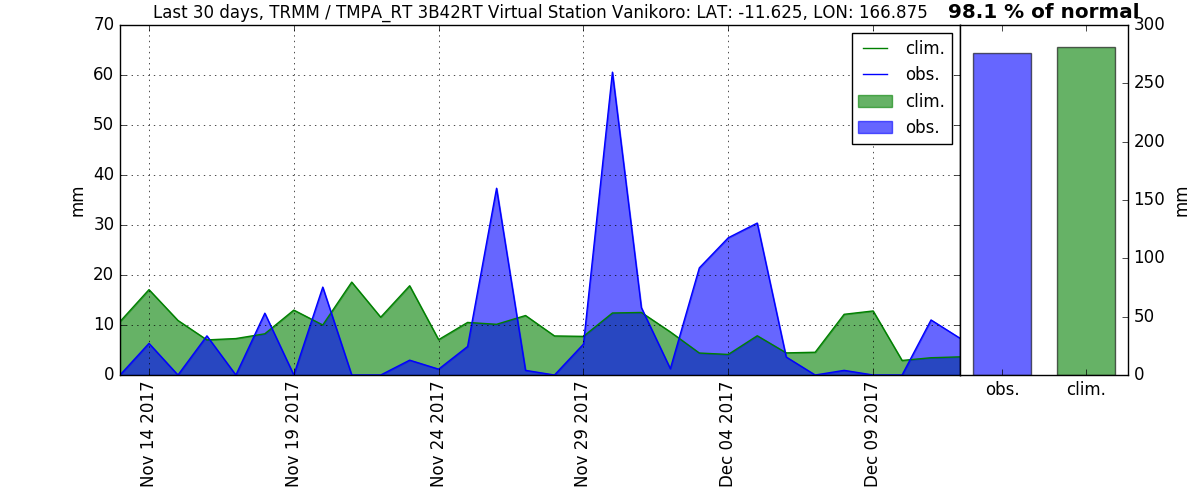 Last 30 days, TRMM / TMPA_RT 3B42RT Virtual Station Vanikoro: LAT: -11.625, LON: 166.875
98.1 % of normal
70
60
50
40
30
20
10
0
mm
clim.
obs.
clim.
obs.
Nov 14 2017
Nov 19 2017
Nov 24 2017
Nov 29 2017
Dec 04 2017
Dec 09 2017
300
250
200
150
100
50
0
mm
obs.
clim.